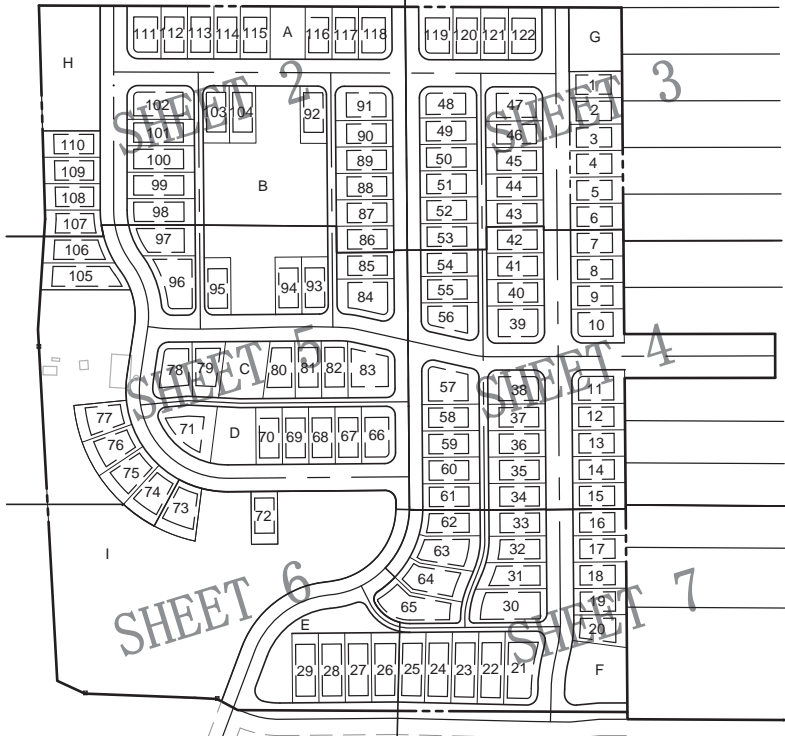 111 112 113 114 115 A 116 117 118 119 120 121 122 G
H
SHEET 2
SHEET 3
102 103 104 92 91 48 47 1
2
101 90 49 46 3
110 100 89 50 45 4
109 99 B 88 51 44 5
108 98 87 52 43 6
107 97 86 53 42 7
106 85 54 41 8
105 96 95 94 93 84 55 40 9
56 39 10
SHEET 5
SHEET 4
78 79 C 80 81 82 83 57 38 11
77 71 D 70 69 68 67 66 58 37 12
76 59 36 13
75 60 35 14
74 61 34 15
73 72 62 33 16
I 63 32 17
64 31 18
65 30 19
SHEET 6
SHEET 7
E 20
29 28 27 26 25 24 23 22 21 F